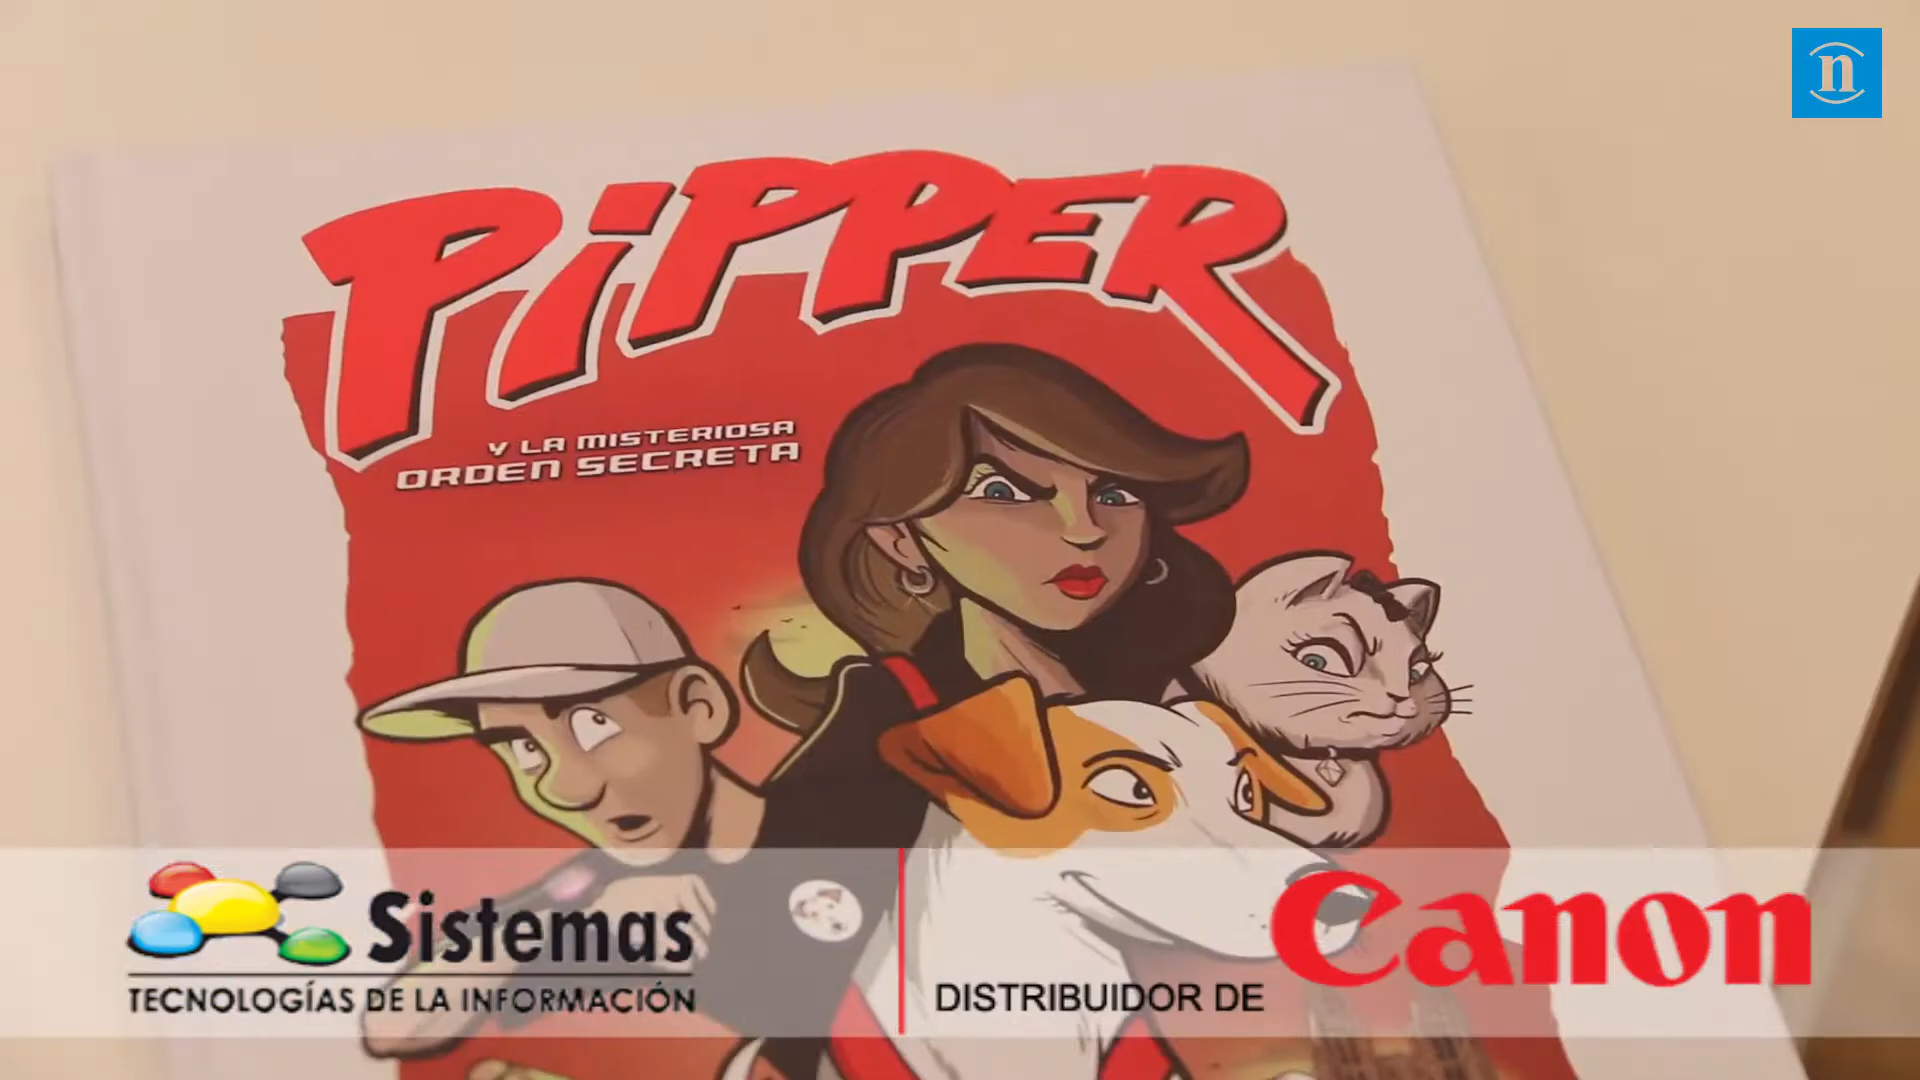 n
PIPPER
Y LA MISTERIOSA
ORDEN SECRETA
Sistemas
TECNOLOGÍAS DE LA INFORMACIÓN
DISTRIBUIDOR DE Canon